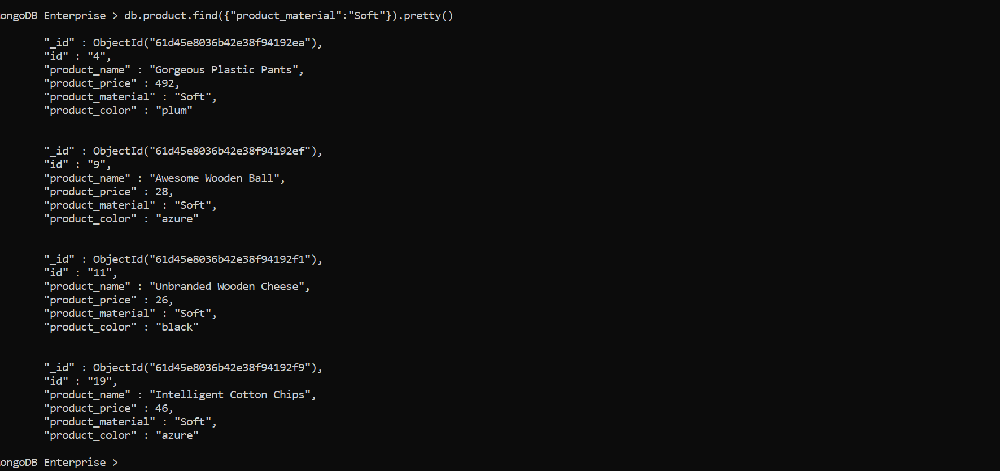 ongoDB Enterprise > db.product.find({"product_material":"Soft"}).pretty()
"_id" : ObjectId("61d45e8036b42e38f94192ea"),
"id" : "4",
"product_name" : "Gorgeous Plastic Pants",
"product_price" : 492,
"product_material" : "Soft",
"product_color" : "plum"
"_id" : ObjectId("61d45e8036b42e38f94192ef"),
"id" : "9",
"product_name" : "Awesome Wooden Ball",
"product_price" : 28,
"product_material" : "Soft",
"product_color" : "azure"
"_id" : ObjectId("61d45e8036b42e38f94192f1"),
"id" : "11",
"product_name" : "Unbranded Wooden Cheese",
"product_price" : 26,
"product_material" : "Soft",
"product_color" : "black"
"_id" : ObjectId("61d45e8036b42e38f94192f9"),
"id" : "19",
"product_name" : "Intelligent Cotton Chips",
"product_price" : 46,
"product_material" : "Soft",
"product_color" : "azure"
ongoDB Enterprise >